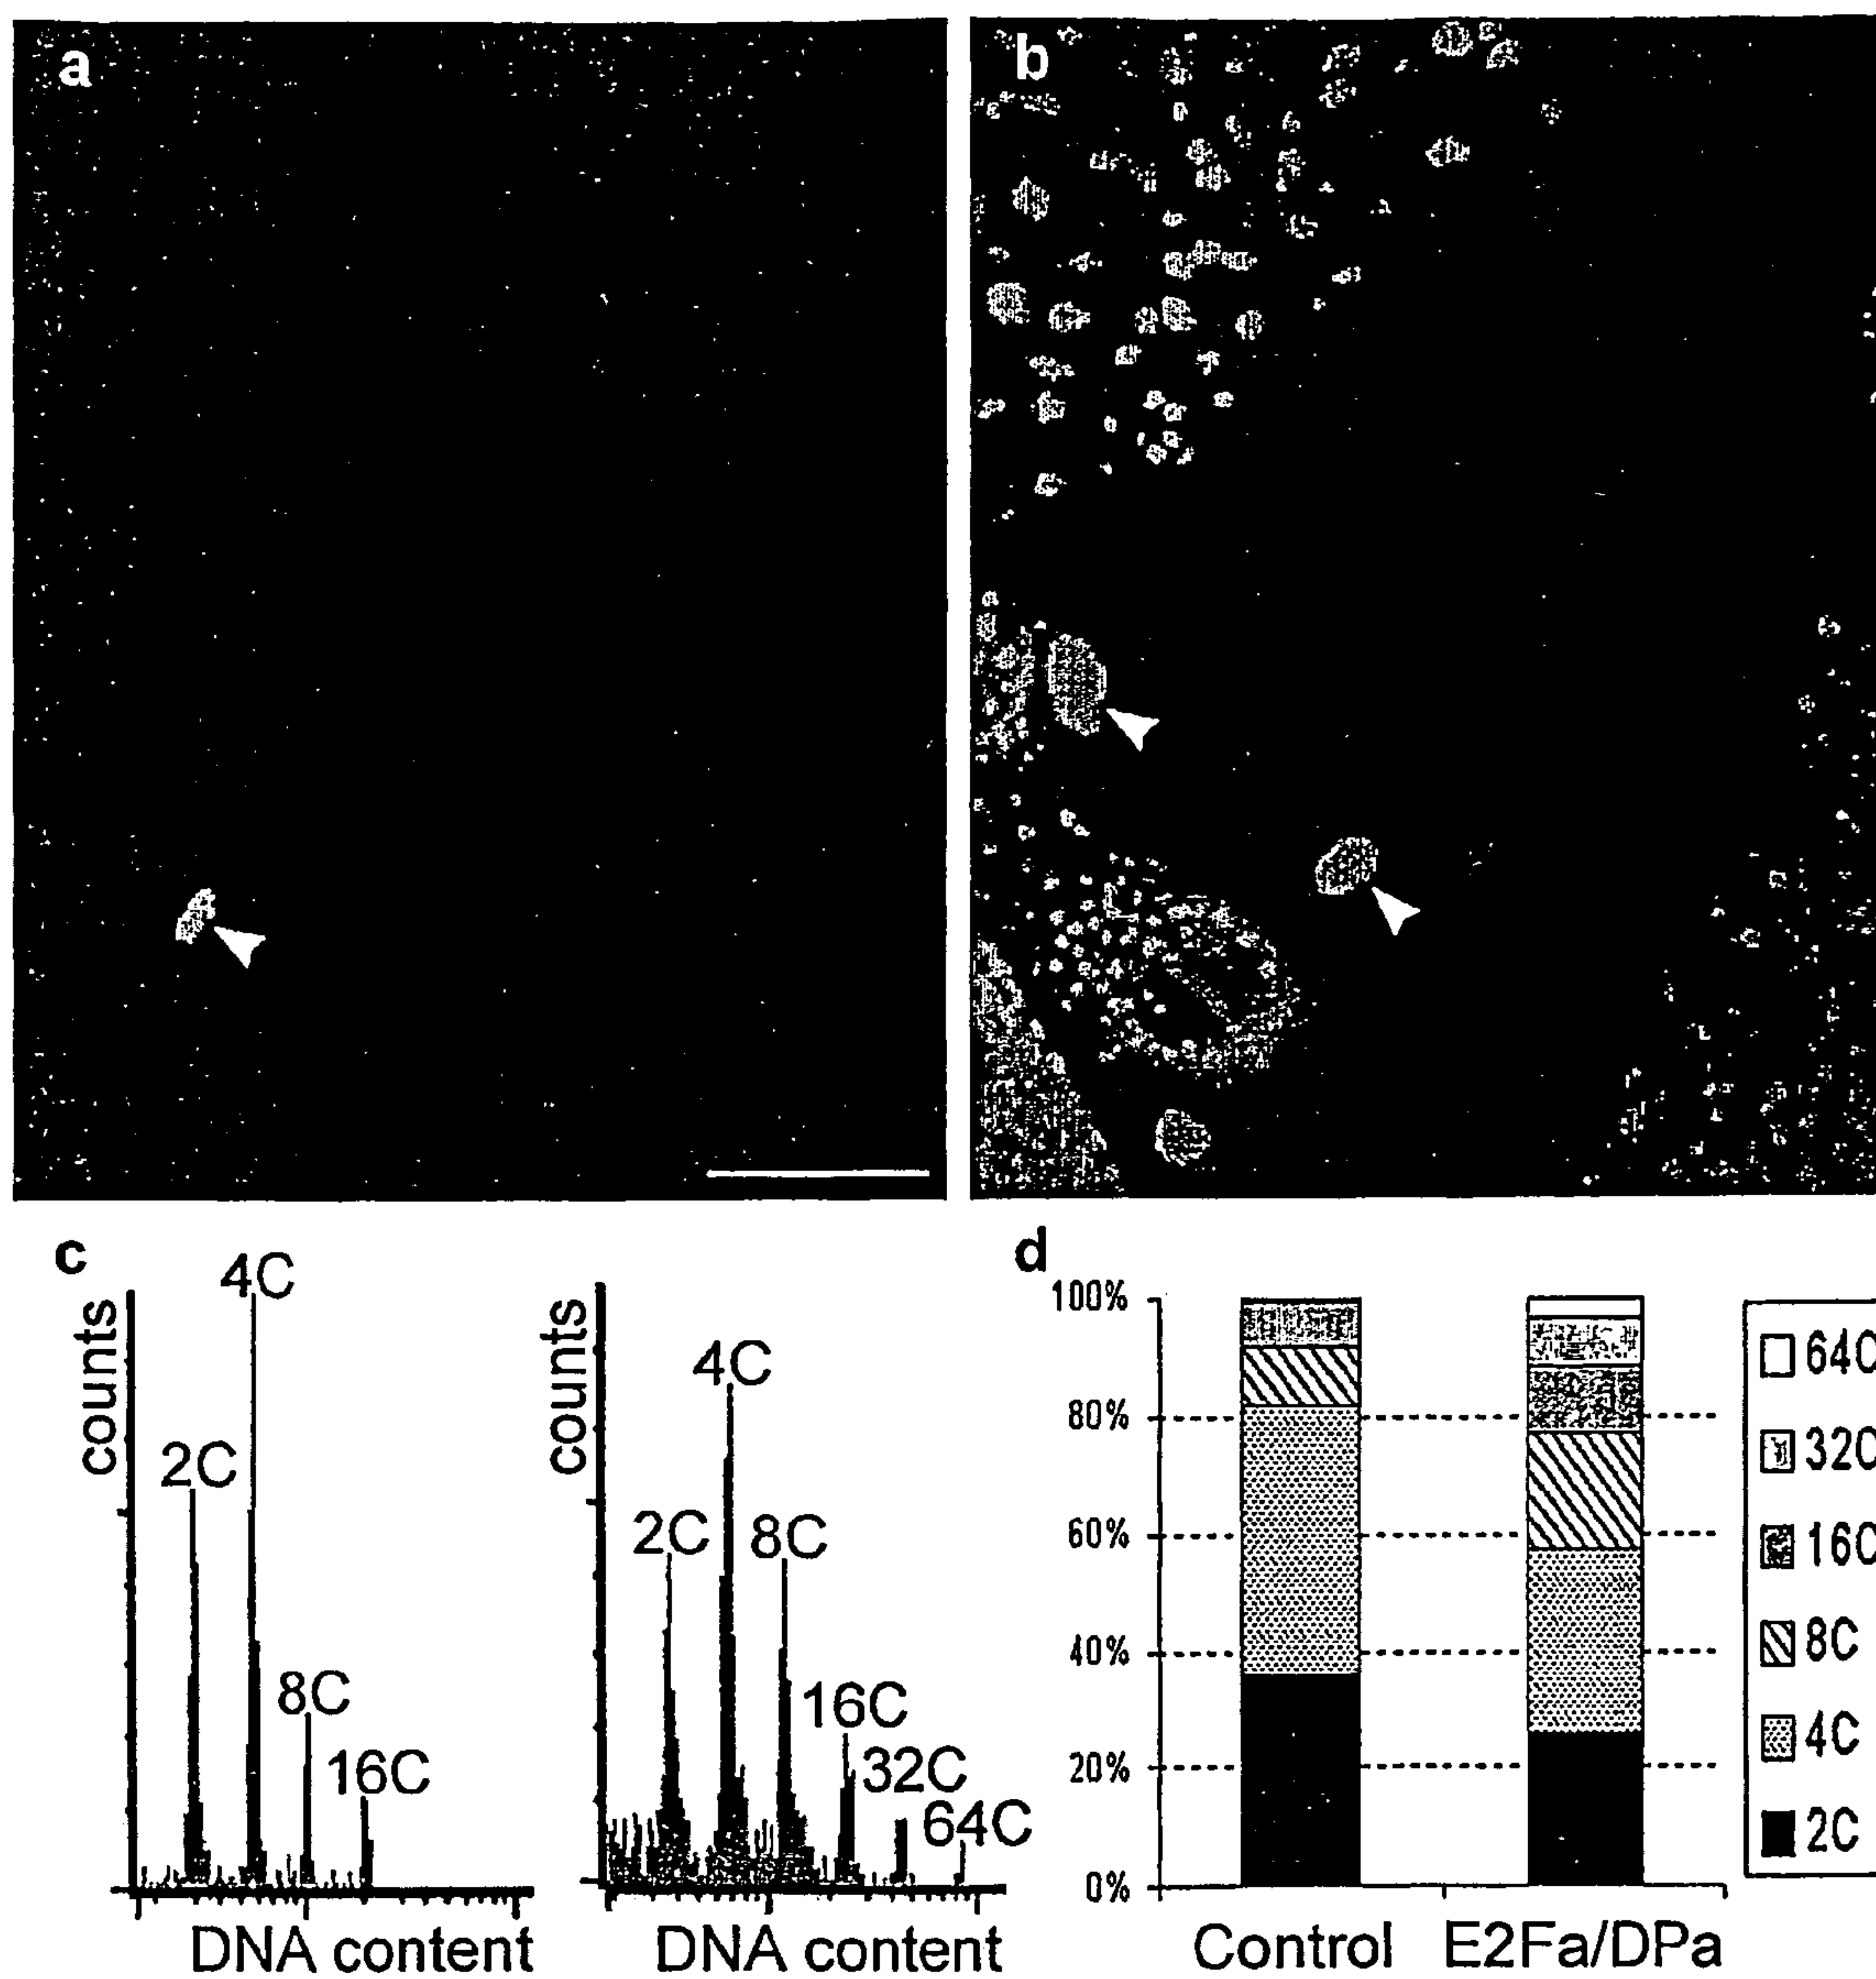 a
b
c
counts
2C
4C
8C
16C
DNA content
counts
2C
4C
8C
16C
32C
64C
DNA content
d
100%
80%
60%
40%
20%
0%
Control
E2Fa/DPa
64C
32C
16C
8C
4C
2C